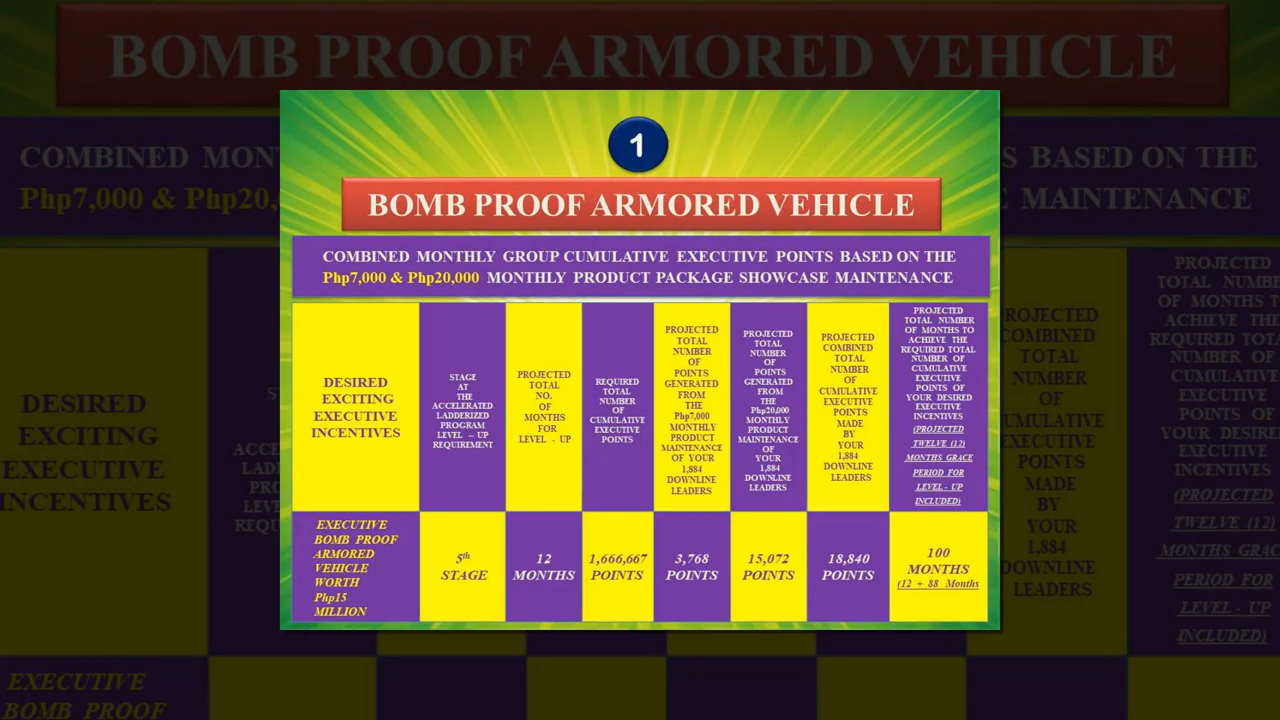 1
BOMB PROOF ARMORED VEHICLE
COMBINED MONTHLY GROUP CUMULATIVE EXECUTIVE POINTS BASED ON THE
Php7,000 & Php20,000 MONTHLY PRODUCT PACKAGE SHOWCASE MAINTENANCE
DESIRED
EXCITING
EXECUTIVE
INCENTIVES
STAGE
AT
THE
ACCELERATED
LADDERIZED
PROGRAM
LEVEL – UP
REQUIREMENT
PROJECTED
TOTAL
NO.
OF
MONTHS
FOR
LEVEL - UP
REQUIRED
TOTAL
NUMBER
OF
CUMULATIVE
EXECUTIVE
POINTS
PROJECTED
TOTAL
NUMBER
OF
POINTS
GENERATED
FROM
THE
Php7,000
MONTHLY
PRODUCT
MAINTENANCE
OF YOUR
1,884
DOWNLINE
LEADERS
PROJECTED
TOTAL
NUMBER
OF
POINTS
GENERATED
FROM
THE
Php20,000
MONTHLY
PRODUCT
MAINTENANCE
OF
YOUR
1,884
DOWNLINE
LEADERS
PROJECTED
COMBINED
TOTAL
NUMBER
OF
CUMULATIVE
EXECUTIVE
POINTS
MADE
BY
YOUR
1,884
DOWNLINE
LEADERS
PROJECTED
TOTAL NUMBER
OF MONTHS TO
ACHIEVE THE
REQUIRED TOTAL
NUMBER OF
CUMULATIVE
EXECUTIVE
POINTS OF
YOUR DESIRED
EXECUTIVE
INCENTIVES
(PROJECTED
TWELVE (12)
MONTHS GRACE
PERIOD FOR
LEVEL - UP
INCLUDED)
EXECUTIVE
BOMB PROOF
ARMORED
VEHICLE
WORTH
Php15
MILLION
5th
STAGE
12
MONTHS
1,666,667
POINTS
3,768
POINTS
15,072
POINTS
18,840
POINTS
100
MONTHS
(12 + 88 Months